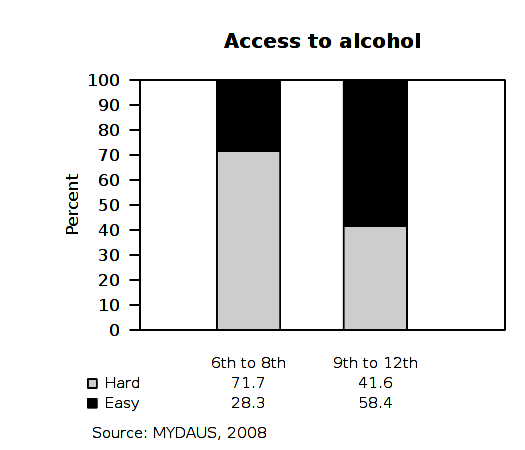 Access to alcohol
Percent
100
90
80
70
60
50
40
30
20
10
0
6th to 8th 9th to 12th
Hard 71.7 41.6
Easy 28.3 58.4
Source: MYDAUS, 2008